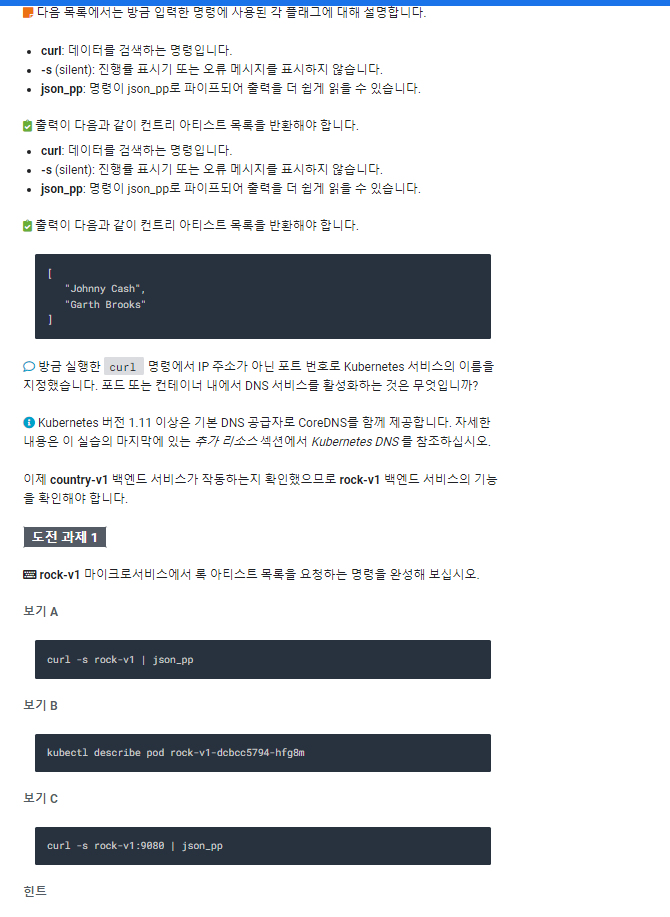 다음 목록에서는 방금 입력한 명령에 사용된 각 플래그에 대해 설명합니다.
curl: 데이터를 검색하는 명령입니다.
-s (silent): 진행률 표시기 또는 오류 메시지를 표시하지 않습니다.
json_pp: 명령이 json_pp로 파이프되어 출력을 더 쉽게 읽을 수 있습니다.
출력이 다음과 같이 컨트리 아티스트 목록을 반환해야 합니다.
curl: 데이터를 검색하는 명령입니다.
-s (silent): 진행률 표시기 또는 오류 메시지를 표시하지 않습니다.
json_pp: 명령이 json_pp로 파이프되어 출력을 더 쉽게 읽을 수 있습니다.
출력이 다음과 같이 컨트리 아티스트 목록을 반환해야 합니다.
[
"Johnny Cash",
"Garth Brooks"
]
방금 실행한 curl 명령에서 IP 주소가 아닌 포트 번호로 Kubernetes 서비스의 이름을
지정했습니다. 포드 또는 컨테이너 내에서 DNS 서비스를 활성화하는 것은 무엇입니까?
Kubernetes 버전 1.11 이상은 기본 DNS 공급자로 CoreDNS를 함께 제공합니다. 자세한
내용은 이 실습의 마지막에 있는 추가 리소스 섹션에서 Kubernetes DNS 를 참조하십시오.
이제 country-v1 백엔드 서비스가 작동하는지 확인했으므로 rock-v1 백엔드 서비스의 기능
을 확인해야 합니다.
도전 과제 1
rock-v1 마이크로서비스에서 록 아티스트 목록을 요청하는 명령을 완성해 보십시오.
보기 A
curl -s rock-v1 | json_pp
보기 B
kubectl describe pod rock-v1-dcbcc5794-hfg8m
보기 C
curl -s rock-v1:9080 | json_pp
힌트